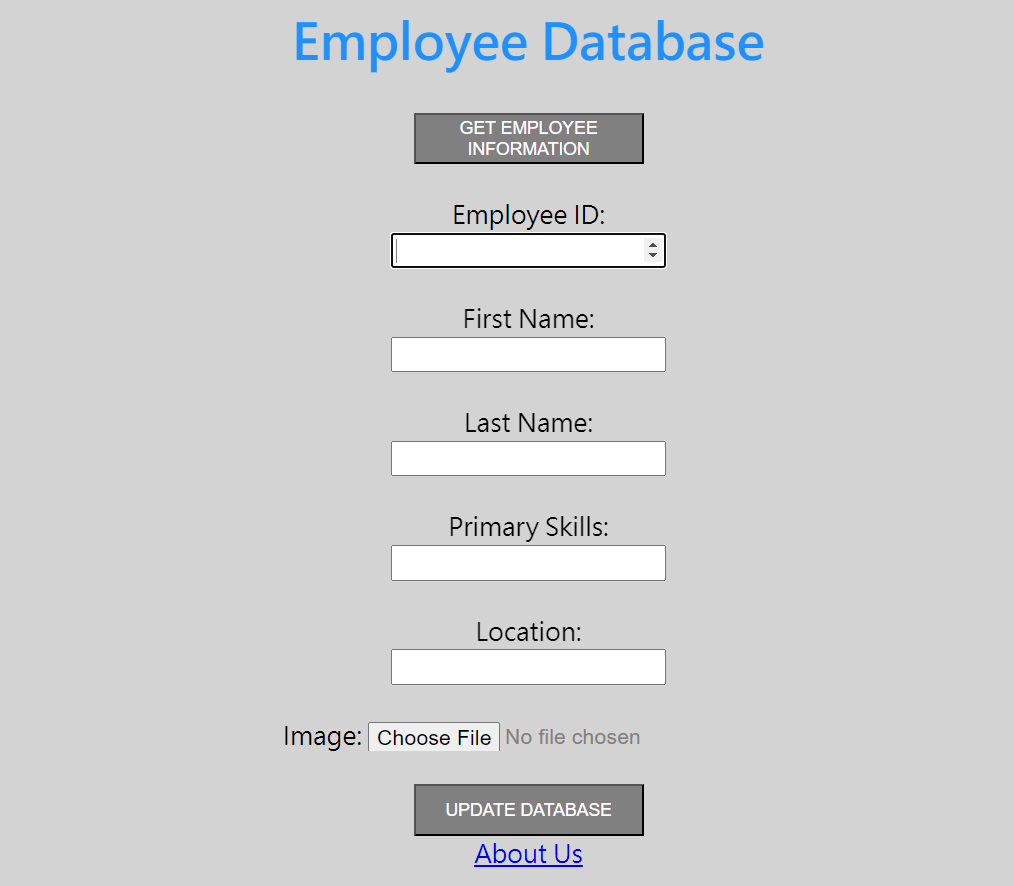 Employee Database
GET EMPLOYEE
INFORMATION
Employee ID:
First Name:
Last Name:
Primary Skills:
Location:
Image: Choose File No file chosen
UPDATE DATABASE
About Us